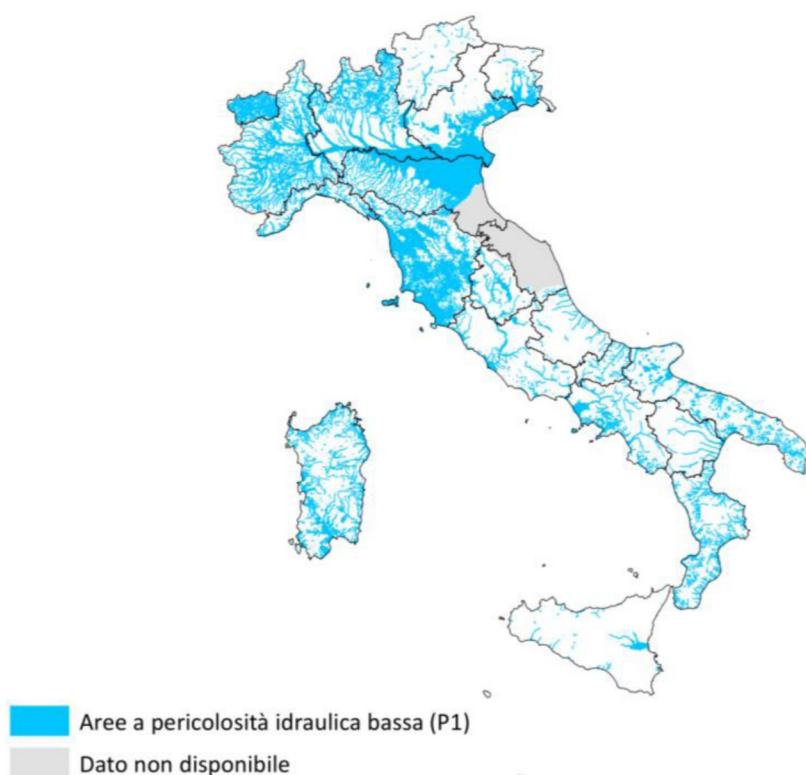 Aree a pericolosità idraulica bassa (P1)
Dato non disponibile